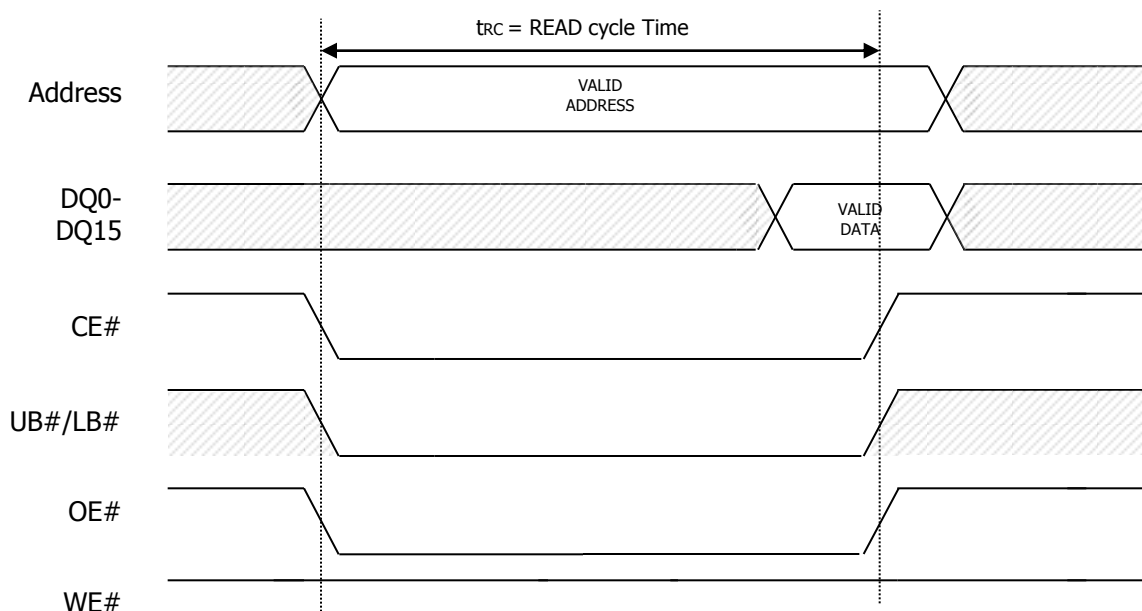 tRC = READ cycle Time
Address
VALID
ADDRESS
DQ0-
DQ15
VALID
DATA
CE#
UB#/LB#
OE#
WE#